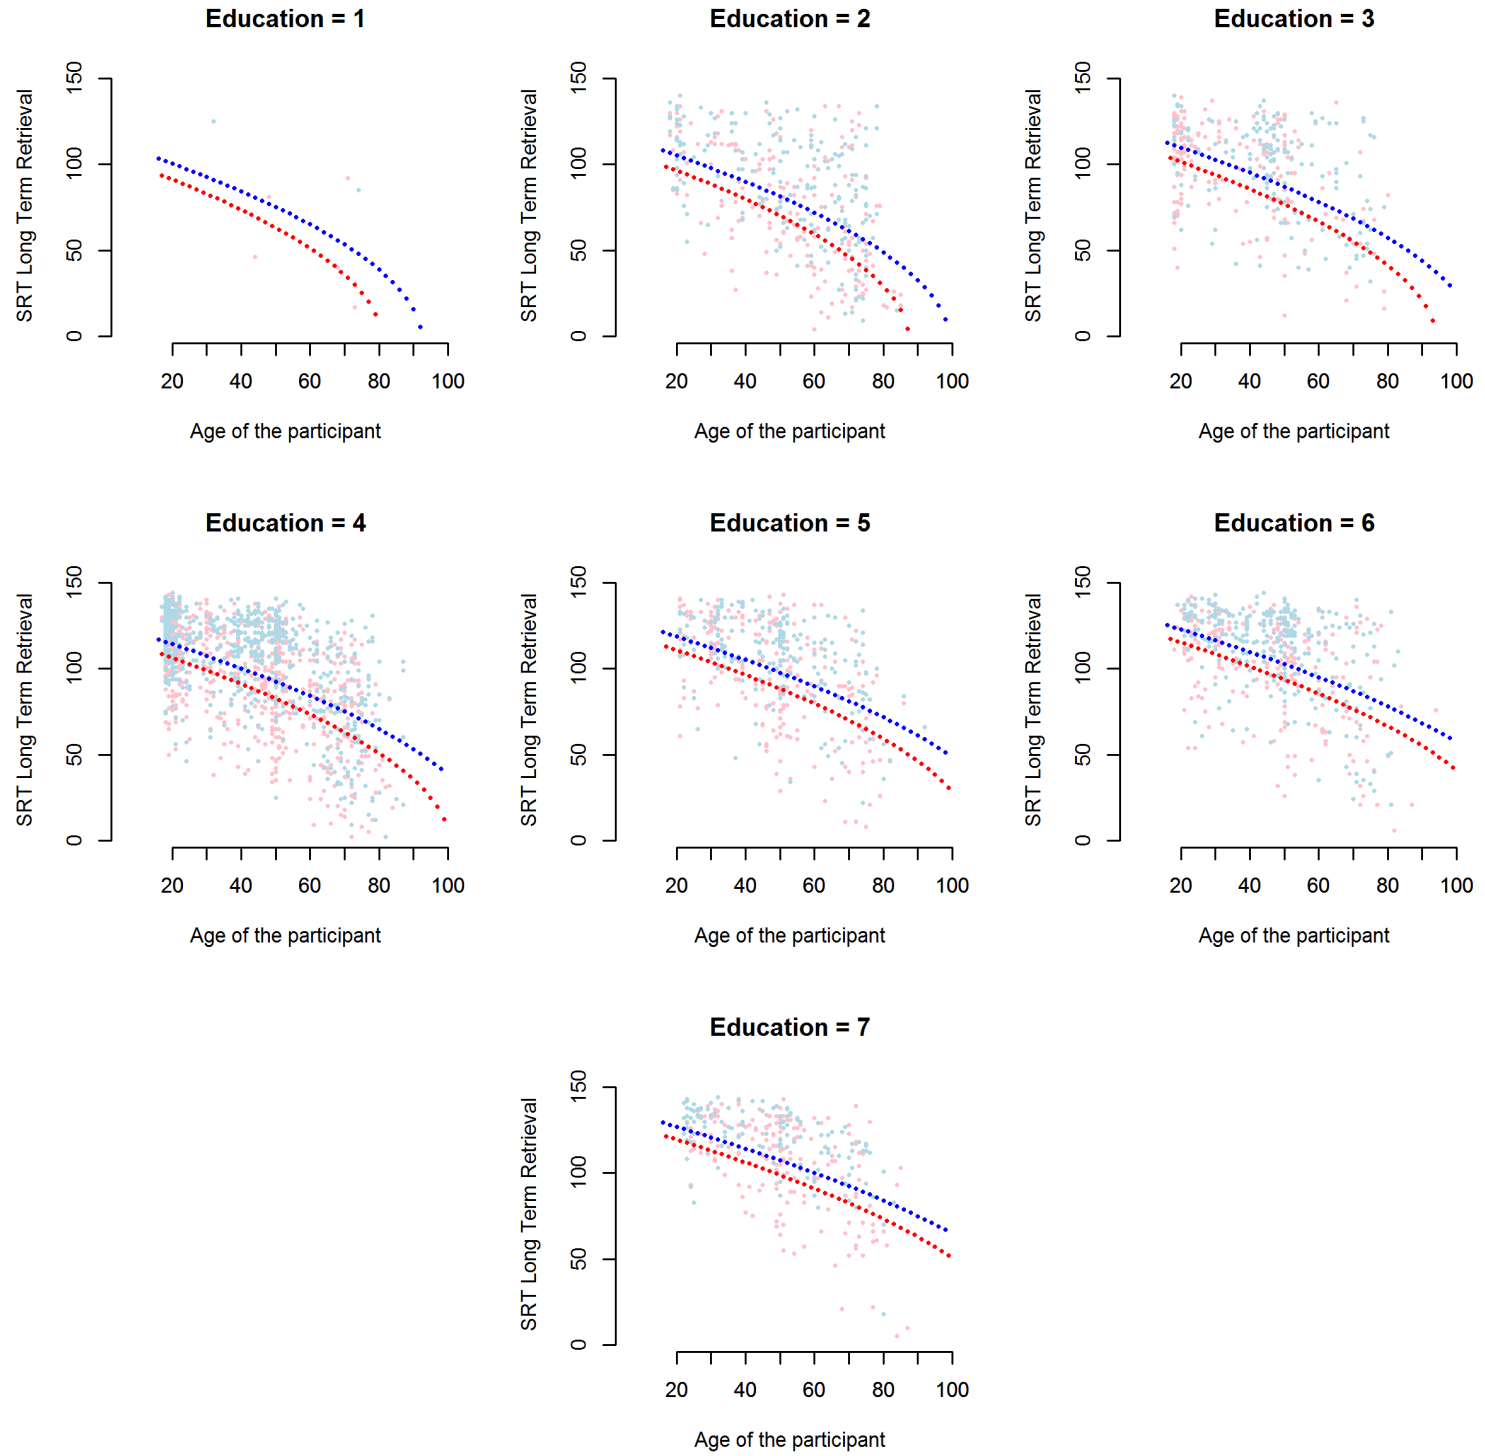 Education = 1
Education = 2
Education = 3
SRT Long Term Retrieval
0 50 100 150
20 40 60 80 100
Age of the participant
SRT Long Term Retrieval
0 50 100 150
20 40 60 80 100
Age of the participant
SRT Long Term Retrieval
0 50 100 150
20 40 60 80 100
Age of the participant
Education = 4
Education = 5
Education = 6
SRT Long Term Retrieval
0 50 100 150
20 40 60 80 100
Age of the participant
SRT Long Term Retrieval
0 50 100 150
20 40 60 80 100
Age of the participant
SRT Long Term Retrieval
0 50 100 150
20 40 60 80 100
Age of the participant
Education = 7
SRT Long Term Retrieval
0 50 100 150
20 40 60 80 100
Age of the participant